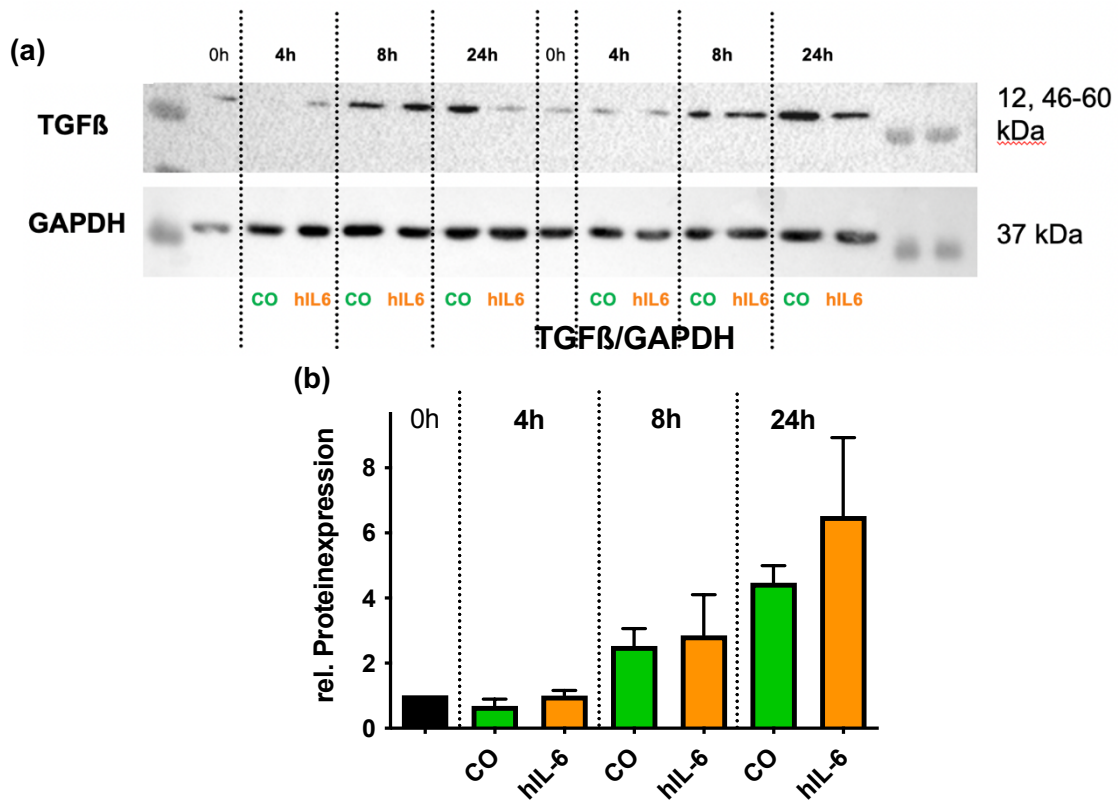 (a)
0h 4h 8h 24h 0h 4h 8h 24h
TGFß
12, 46-60
kDa
GAPDH
37 kDa
CO hIL6 CO hIL6 CO hIL6 CO hIL6 CO hIL6 CO hIL6
TGFß/GAPDH
(b)
0h 4h 8h 24h
rel. Proteinexpression
8
6
4
2
0
CO hIL-6 CO hIL-6 CO hIL-6